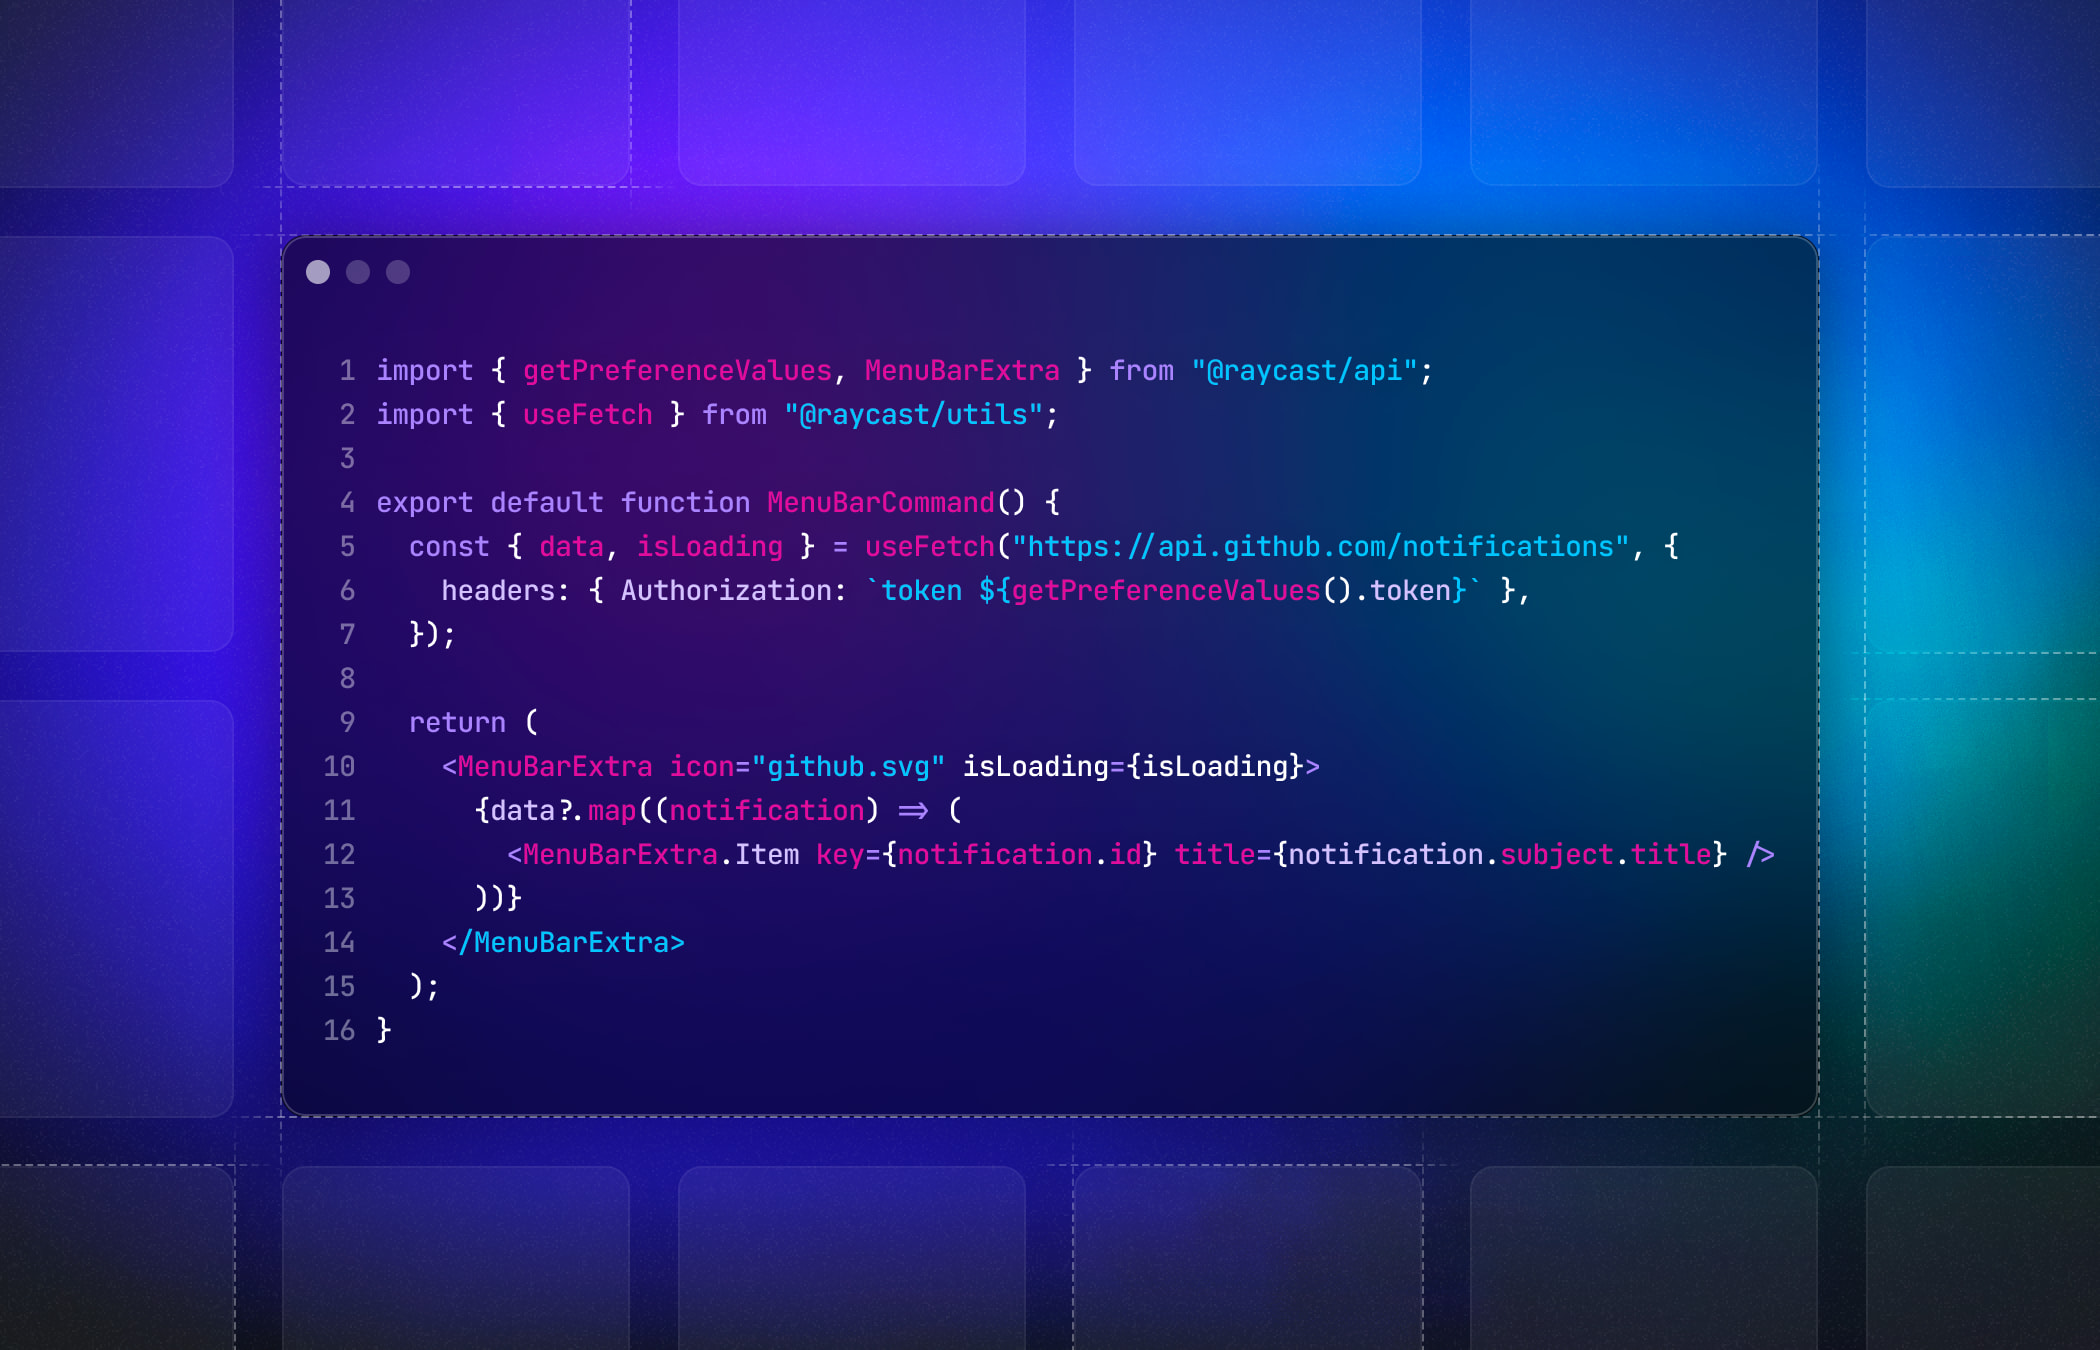 1 import { getPreferenceValues, MenuBarExtra } from "@raycast/api";
2 import { useFetch } from "@raycast/utils";
3
4 export default function MenuBarCommand() {
5   const { data, isLoading } = useFetch("https://api.github.com/notifications", {
6     headers: { Authorization: `token ${getPreferenceValues().token}` },
7   });
8
9   return (
10     <MenuBarExtra icon="github.svg" isLoading={isLoading}>
11       {data?.map((notification) => (
12         <MenuBarExtra.Item key={notification.id} title={notification.subject.title} />
13       ))}
14     </MenuBarExtra>
15   );
16 }